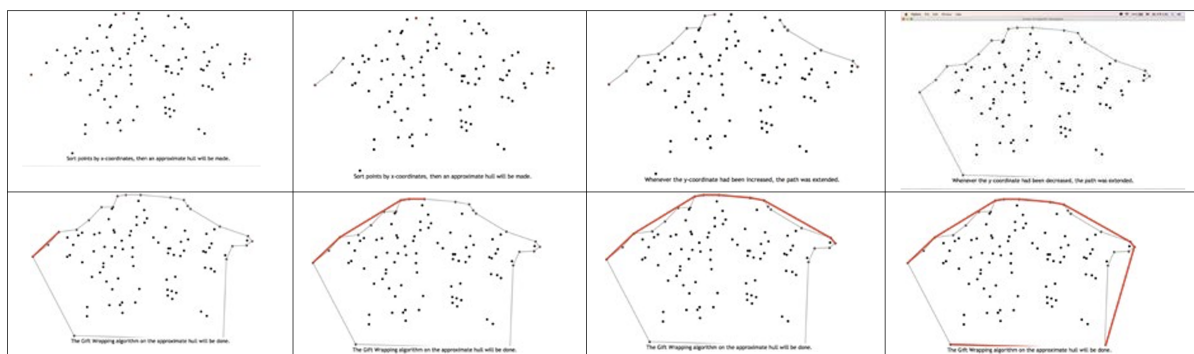 Sort points by x-coordinates, then an approximate hull will be made.
Sort points by x-coordinates, then an approximate hull will be made.
Whenever the y-coordinate had been increased, the path was extended.
Whenever the y coordinate had been decreased, the path was extended.
The Gift Wrapping algorithm on the approximate hull will be done.
The Gift Wrapping algorithm on the approximate hull will be done.
The Gift Wrapping algorithm on the approximate hull will be done.
The Gift Wrapping algorithm on the approximate hull will be done.